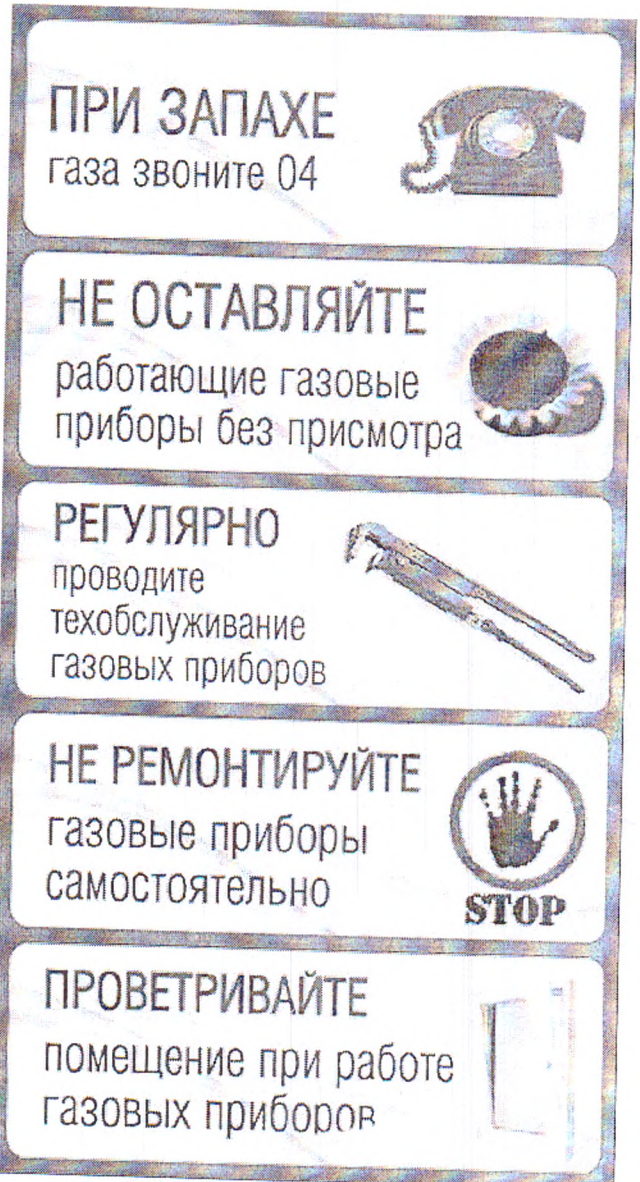 ПРИ ЗАПАХЕ
газа звоните 04
НЕ ОСТАВЛЯЙТЕ
работающие газовые
приборы без присмотра
РЕГУЛЯРНО
проводите
техобслуживание
газовых приборов
НЕ РЕМОНТИРУЙТЕ
газовые приборы
самостоятельно
STOP
ПРОВЕТРИВАЙТЕ
помещение при работе
газовых приборов